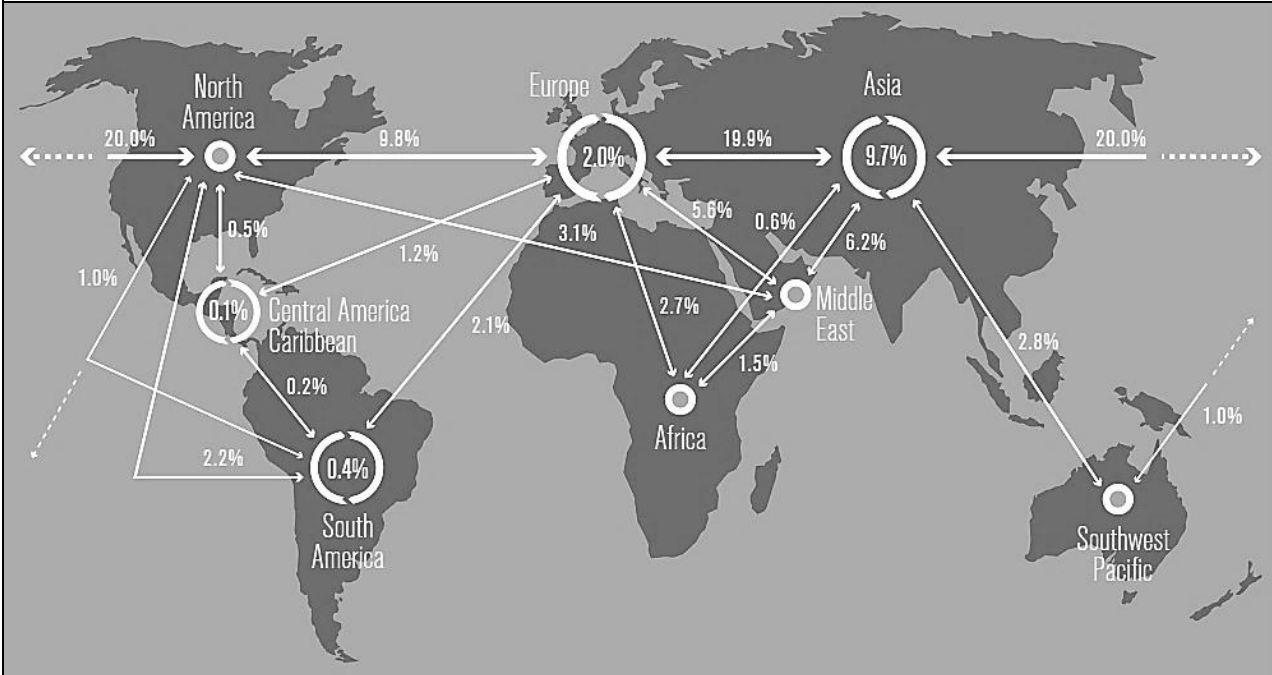 North
America
Europe
Asia
20.0%
9.8%
2.0%
19.9%
9.7%
20.0%
0.5%
1.2%
3.1%
5.6%
0.6%
6.2%
1.0%
0.1%
Central America
Caribbean
2.1%
2.7%
Middle
East
1.5%
2.8%
0.2%
Africa
1.0%
2.2%
0.4%
South
America
Southwest
Pacific